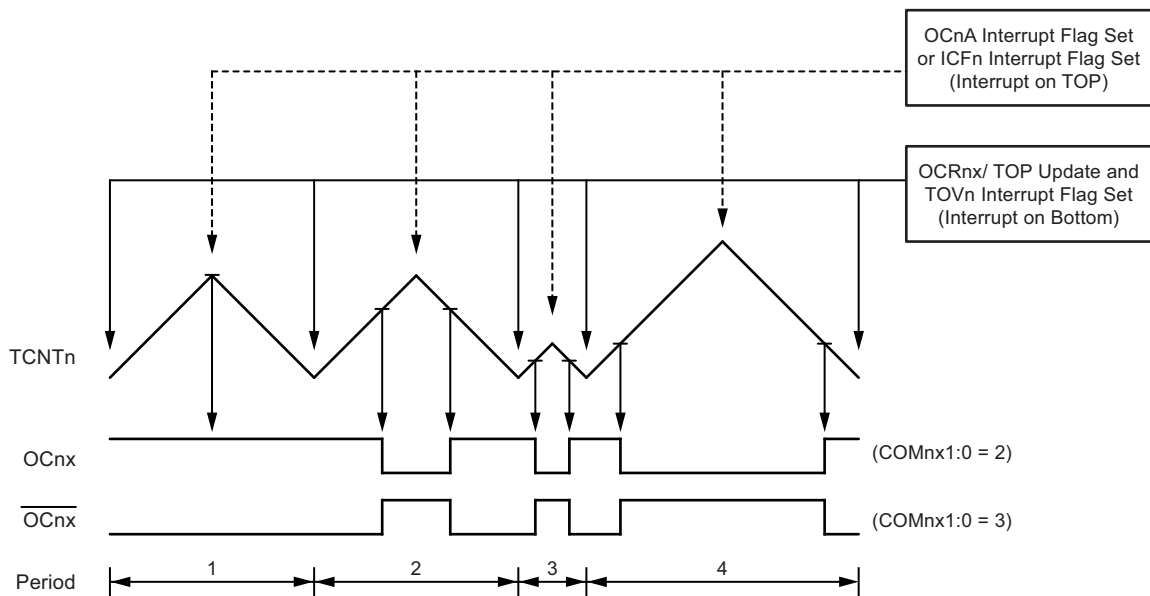 OCnA Interrupt Flag Set
or ICFn Interrupt Flag Set
(Interrupt on TOP)
OCRnx/ TOP Update and
TOVn Interrupt Flag Set
(Interrupt on Bottom)
TCNTn
OCnx
(COMnx1:0 = 2)
OCnx
(COMnx1:0 = 3)
Period
1
2
3
4